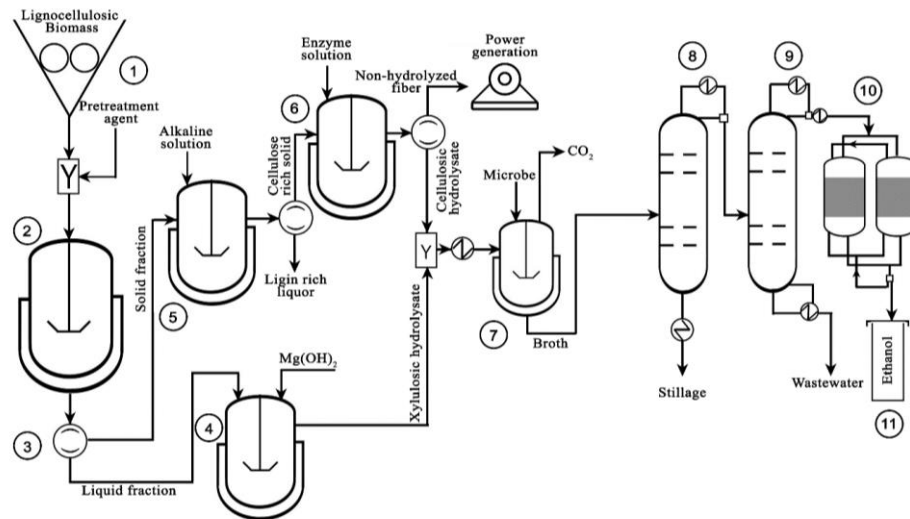 Lignocellulosic
Biomass
1
Pretreatment
agent
Y
2
3
Solid fraction
Liquid fraction
Alkaline
solution
5
Cellulose
rich solid
Ligin rich
liquor
Mg(OH)2
4
Xylulosic hydrolysate
Enzyme
solution
6
Non-hydrolyzed
fiber
Power
generation
Cellulosic
hydrolysate
Y
Microbe
CO2
7
Broth
8
Stillage
9
Wastewater
10
Ethanol
11